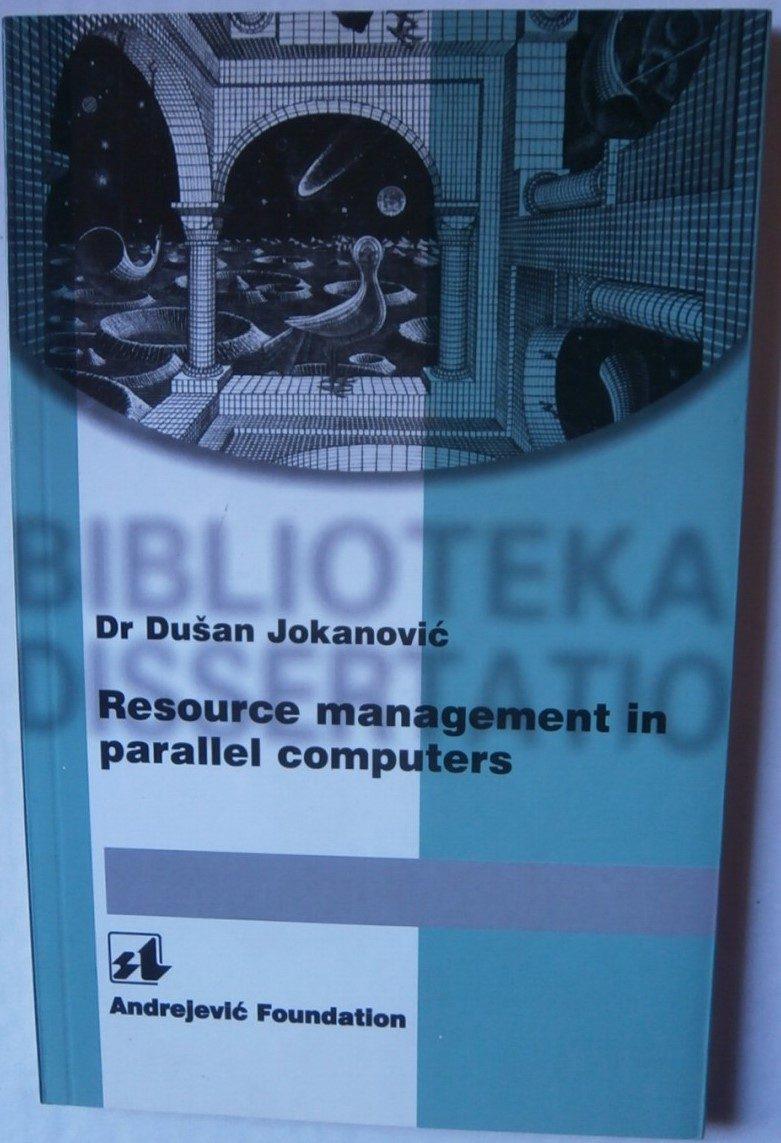 BIBLIOTEKA
Dr Dušan Jokanović
DISSERTATIO
Resource management in
parallel computers
Andrejević Foundation